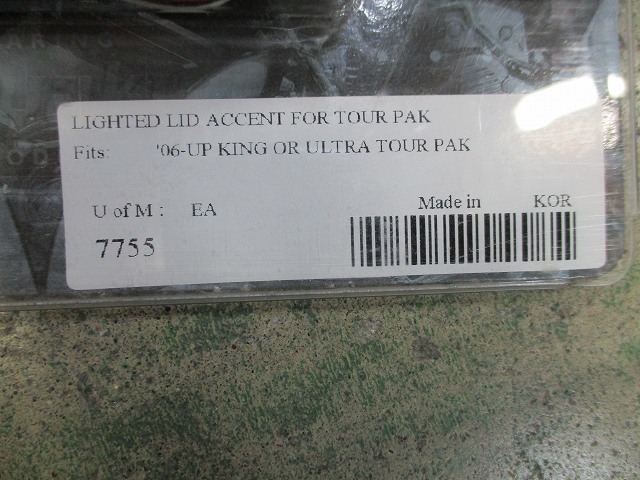 LIGHTED LID ACCENT FOR TOUR PAK
Fits: '06-UP KING OR ULTRA TOUR PAK
U of M : EA
Made in KOR
7755